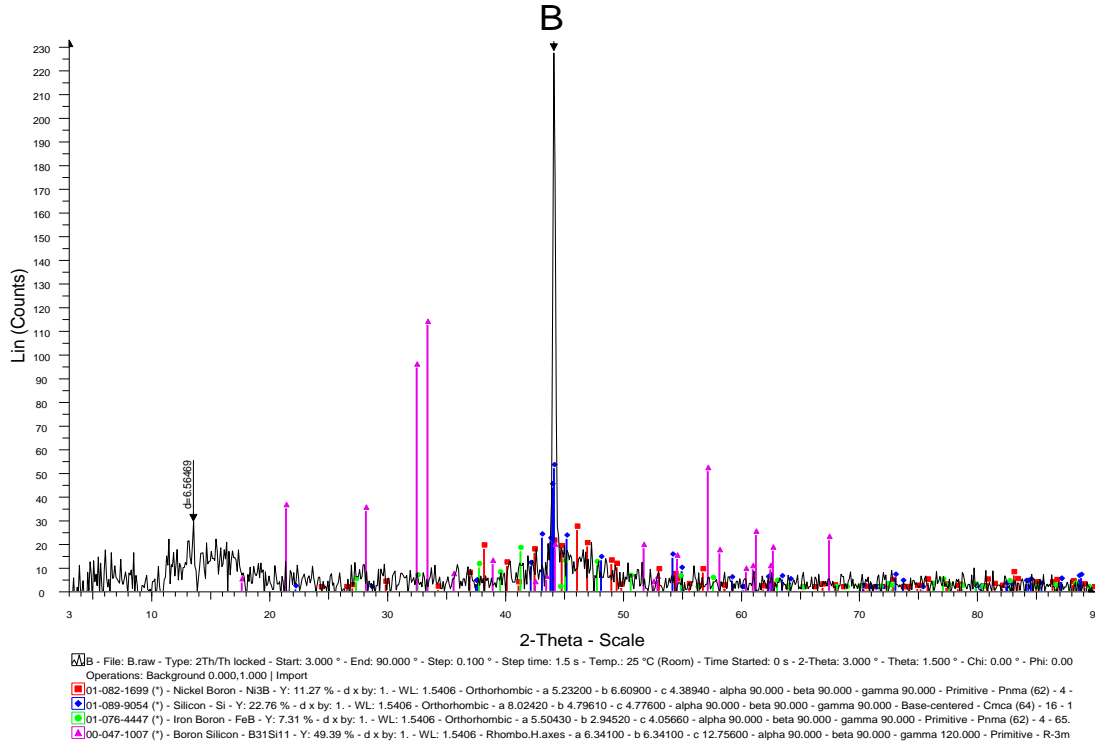 B
Lin (Counts)
230
220
210
200
190
180
170
160
150
140
130
120
110
100
90
80
70
60
50
40
30
20
10
0
d=6.56469
3 10 20 30 40 50 60 70 80 9
2-Theta - Scale
B - File: B.raw - Type: 2Th/Th locked - Start: 3.000 ° - End: 90.000 ° - Step: 0.100 ° - Step time: 1.5 s - Temp.: 25 °C (Room) - Time Started: 0 s - 2-Theta: 3.000 ° - Theta: 1.500 ° - Chi: 0.00 ° - Phi: 0.00
Operations: Background 0.000,1.000 | Import
01-082-1699 (*) - Nickel Boron - Ni3B - Y: 11.27 % - d x by: 1. - WL: 1.5406 - Orthorhombic - a 5.23200 - b 6.60900 - c 4.38940 - alpha 90.000 - beta 90.000 - gamma 90.000 - Primitive - Pnma (62) - 4 -
01-089-9054 (*) - Silicon - Si - Y: 22.76 % - d x by: 1. - WL: 1.5406 - Orthorhombic - a 8.02420 - b 4.79610 - c 4.77600 - alpha 90.000 - beta 90.000 - gamma 90.000 - Base-centered - Cmca (64) - 16 - 1
01-076-4447 (*) - Iron Boron - FeB - Y: 7.31 % - d x by: 1. - WL: 1.5406 - Orthorhombic - a 5.50430 - b 2.94520 - c 4.06660 - alpha 90.000 - beta 90.000 - gamma 90.000 - Primitive - Pnma (62) - 4 - 65.
00-047-1007 (*) - Boron Silicon - B31Si11 - Y: 49.39 % - d x by: 1. - WL: 1.5406 - Rhombo.H.axes - a 6.34100 - b 6.34100 - c 12.75600 - alpha 90.000 - beta 90.000 - gamma 120.000 - Primitive - R-3m